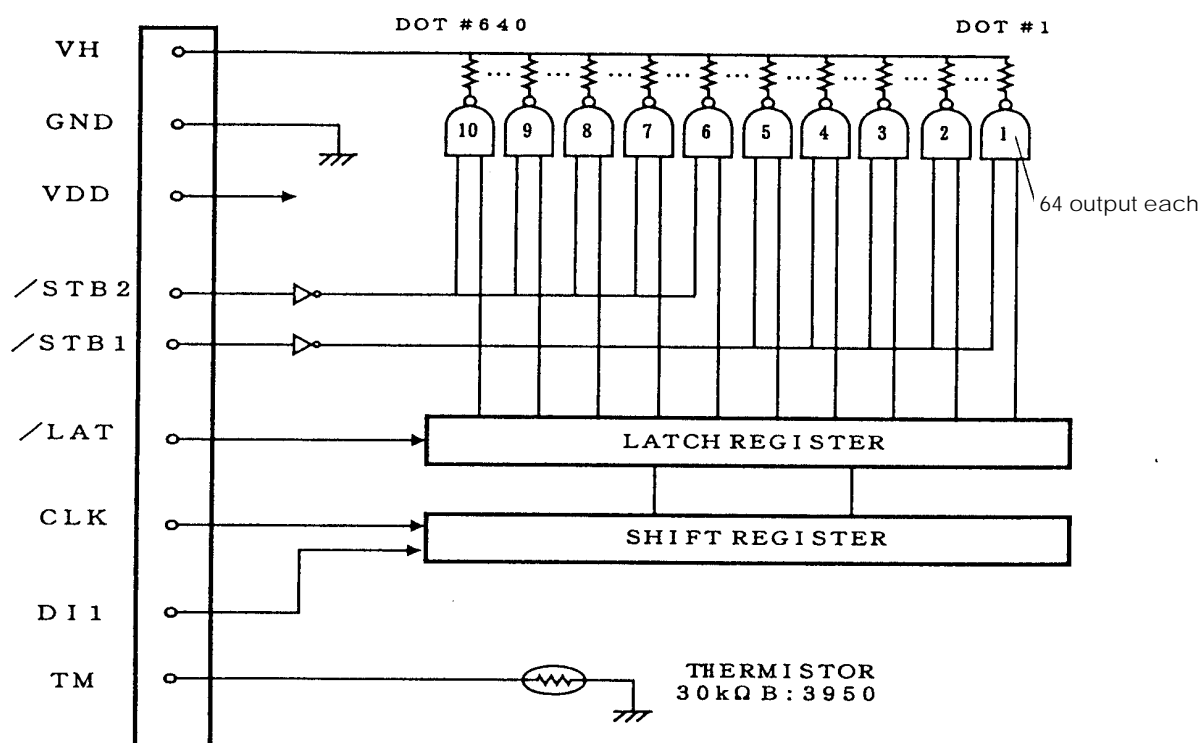 DOT #640
DOT #1
VH
GND
10 9 8 7 6 5 4 3 2 1
VDD
64 output each
/STB2
/STB1
/LAT
LATCH REGISTER
CLK
SHIFT REGISTER
DI1
TM
THERMISTOR
30kΩ B:3950